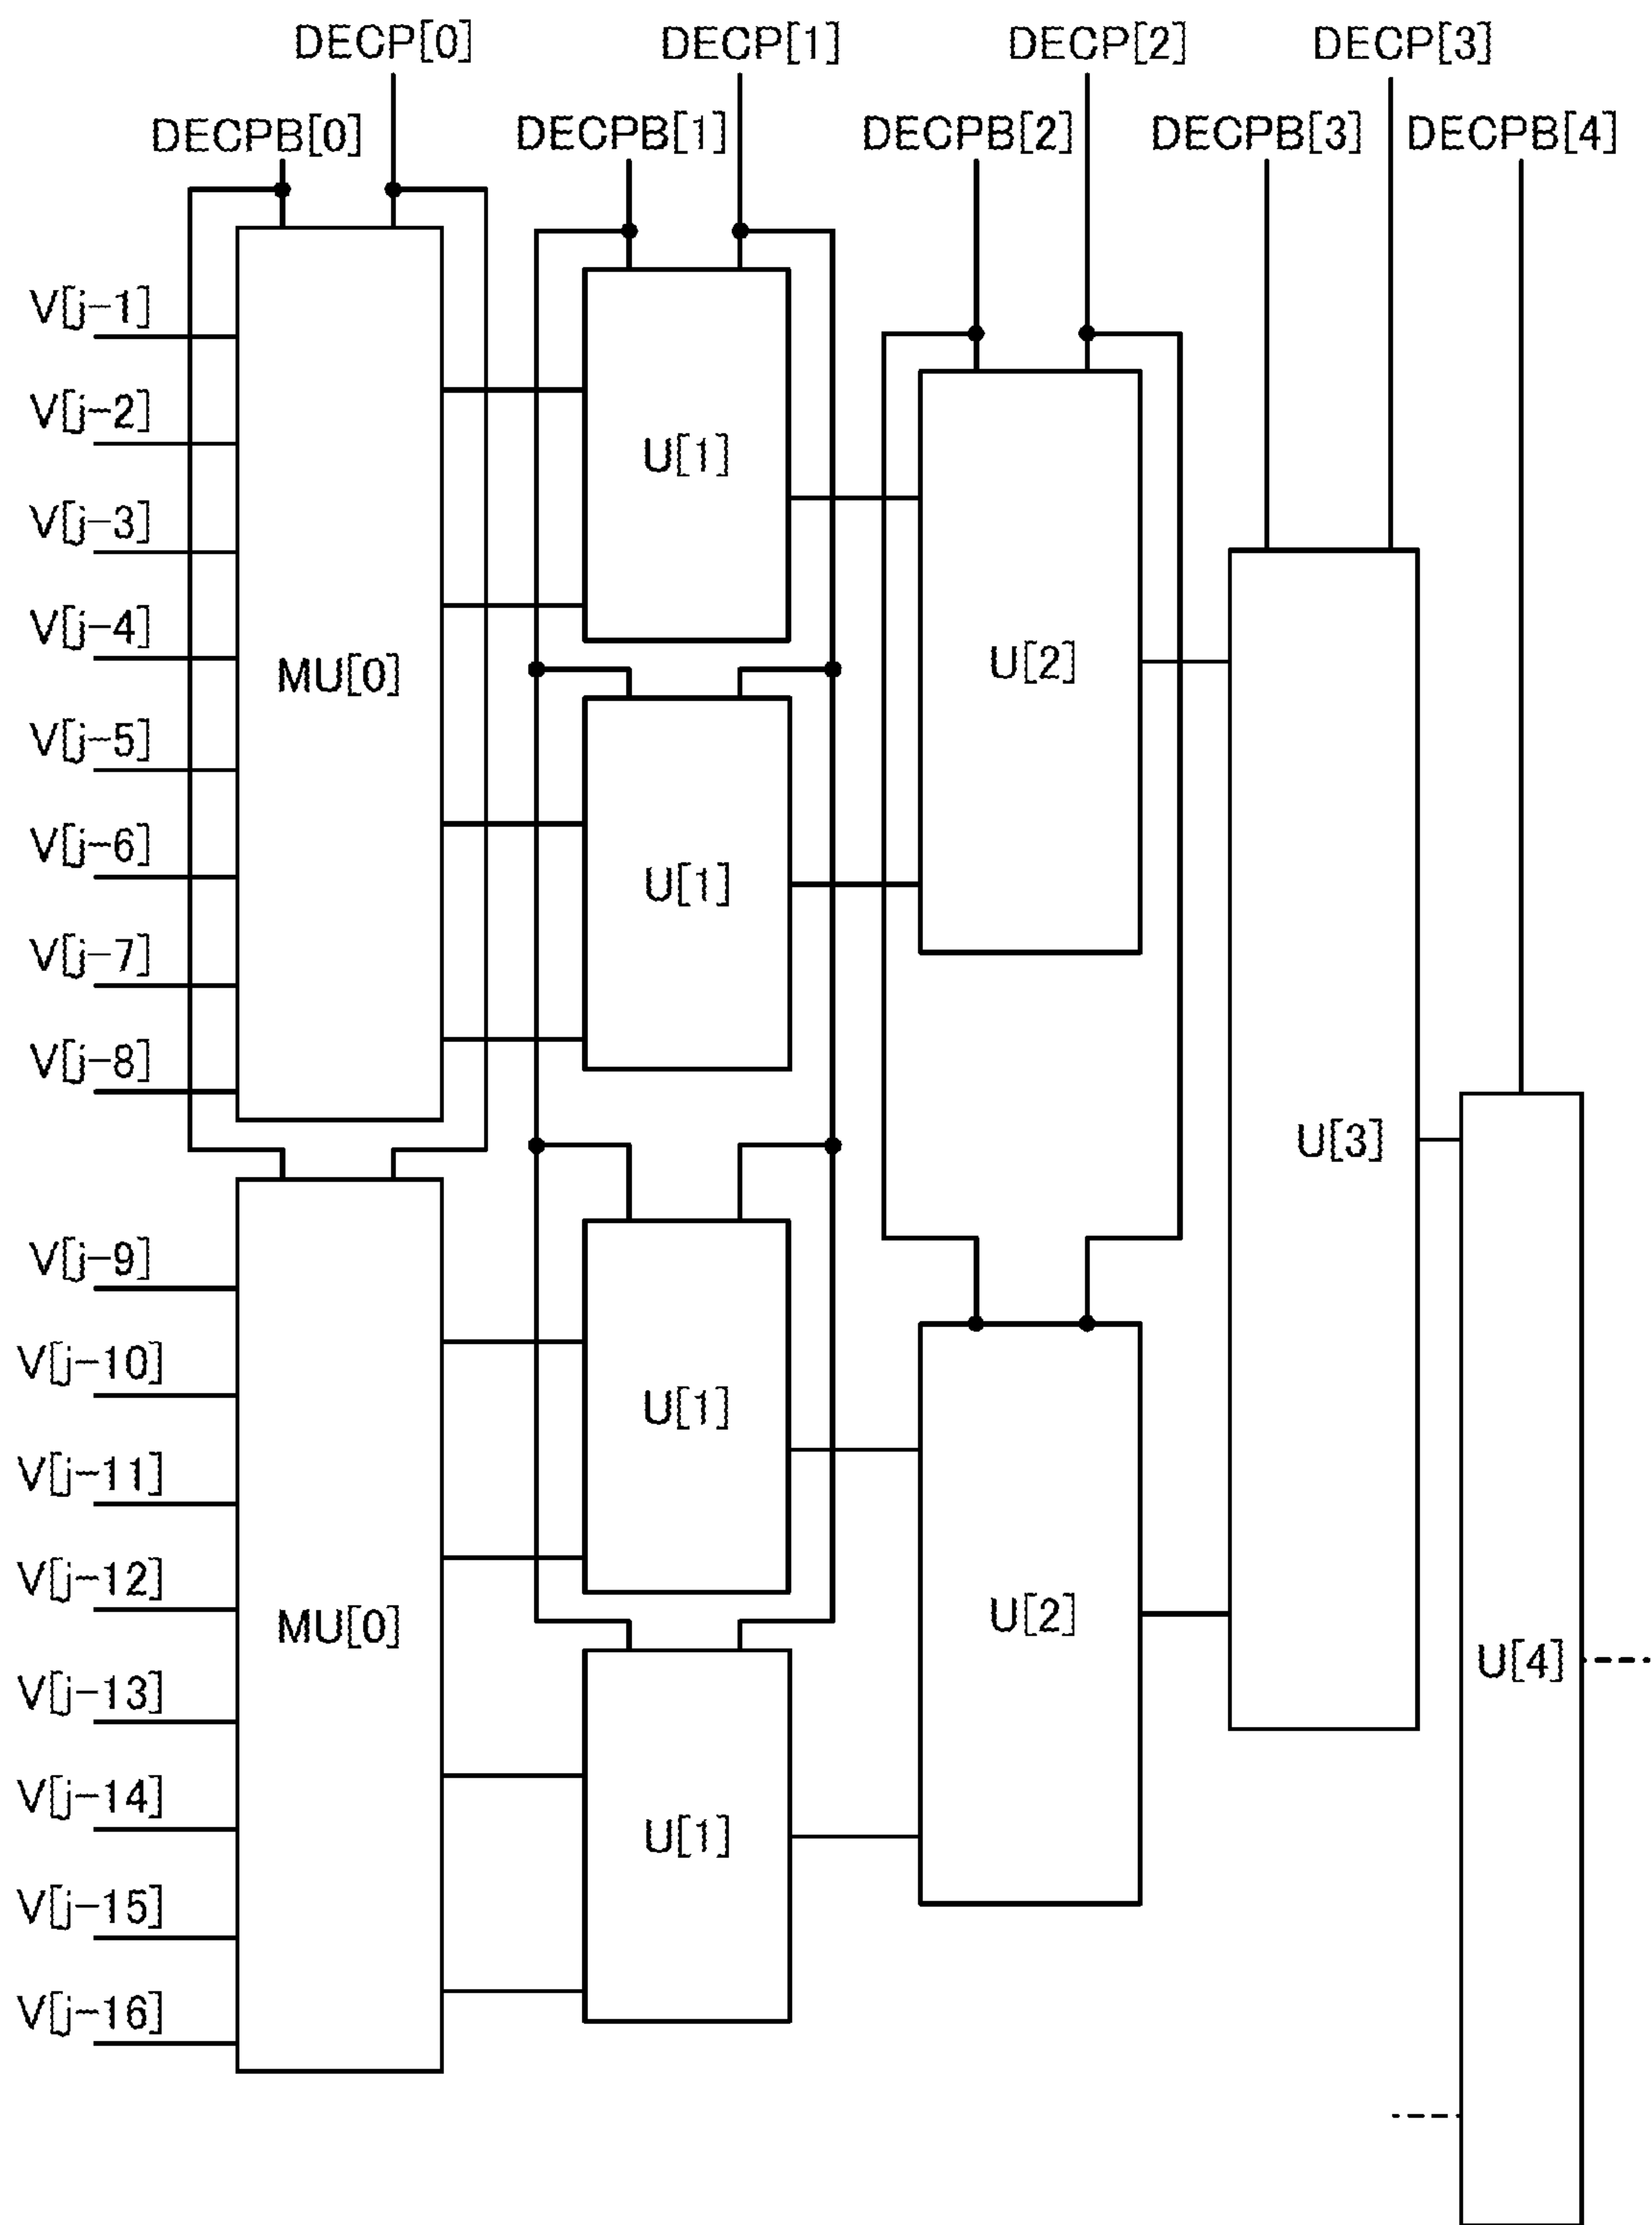 DECP[0] DECP[1] DECP[2] DECP[3]
DECPB[0] DECPB[1] DECPB[2] DECPB[3] DECPB[4]
V[j-1]
V[j-2]
U[1]
V[j-3]
V[j-4]
MU[0] U[2]
V[j-5]
V[j-6]
U[1]
V[j-7]
V[j-8]
U[3]
V[j-9]
V[j-10]
U[1]
V[j-11]
V[j-12]
MU[0] U[2]
U[4]
V[j-13]
V[j-14]
U[1]
V[j-15]
V[j-16]